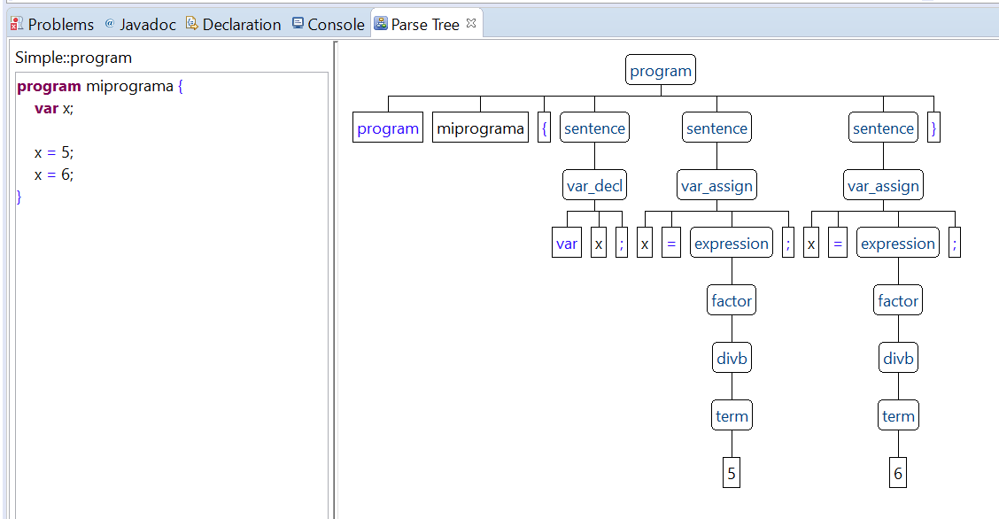 Problems @ Javadoc Declaration Console Parse Tree
Simple::program
program miprograma {
var x;
x = 5;
x = 6;
}
program
program miprograma { sentence sentence sentence }
var_decl var_assign var_assign
var x ; x = expression ; x = expression ;
factor factor
divb divb
term term
5 6